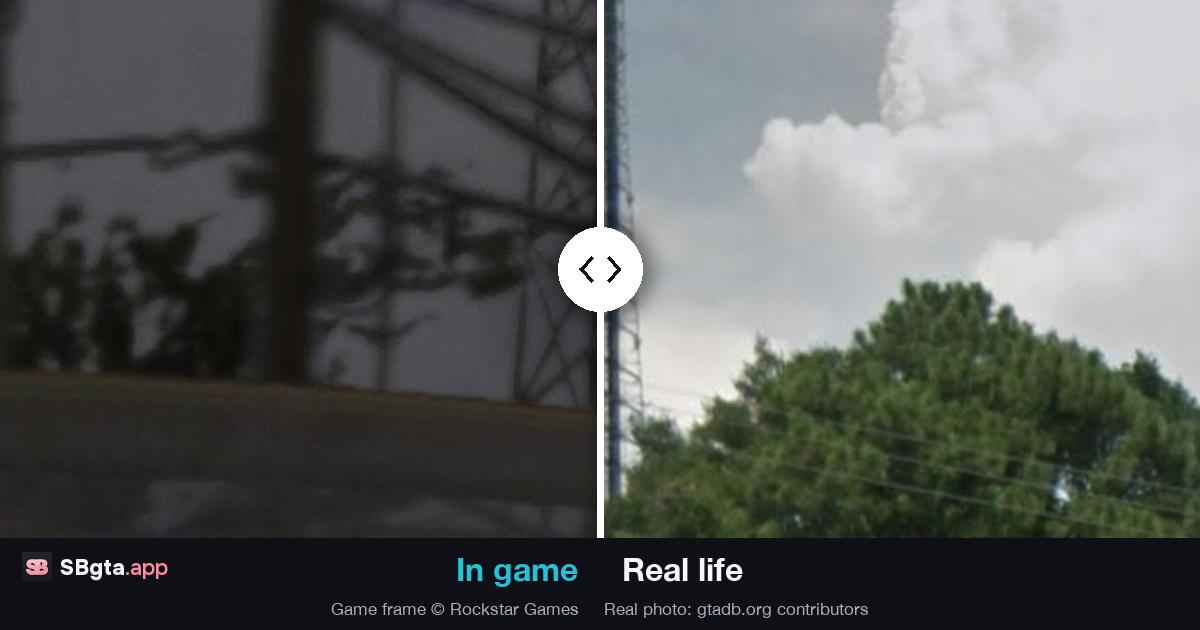 SB SBgta.app
In game
Real life
Game frame © Rockstar Games
Real photo: gtadb.org contributors